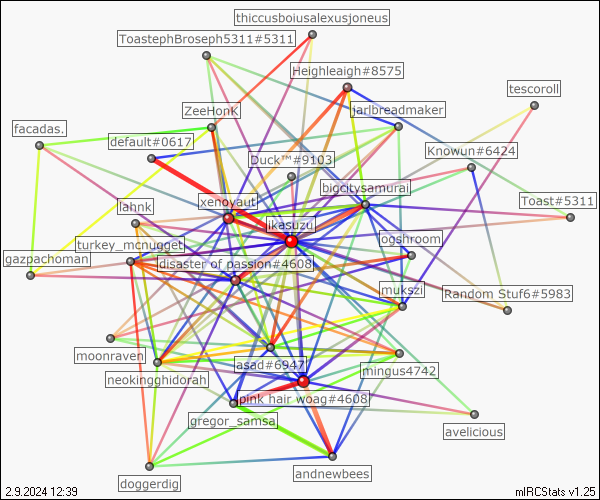 thiccusboiusalexusjoneus
ToastephBroseph5311#5311
Heighleaigh#8575
tescoroll
ZeeHonK
jarlbreadmaker
facadas.
default#0617
Duck™#9103
Knowun#6424
bigcitysamurai
xenoyaut
Toast#5311
lahnk
ikasuzu
turkey_mcnugget
ogshroom
gazpachoman
disaster of passion#4608
mukszi
Random Stuf6#5983
moonraven
asad#6947
mingus4742
neokingghidorah
pink hair woag#4608
gregor_samsa
avelicious
doggerdig
andnewbees
2.9.2024 12:39
mIRCStats v1.25